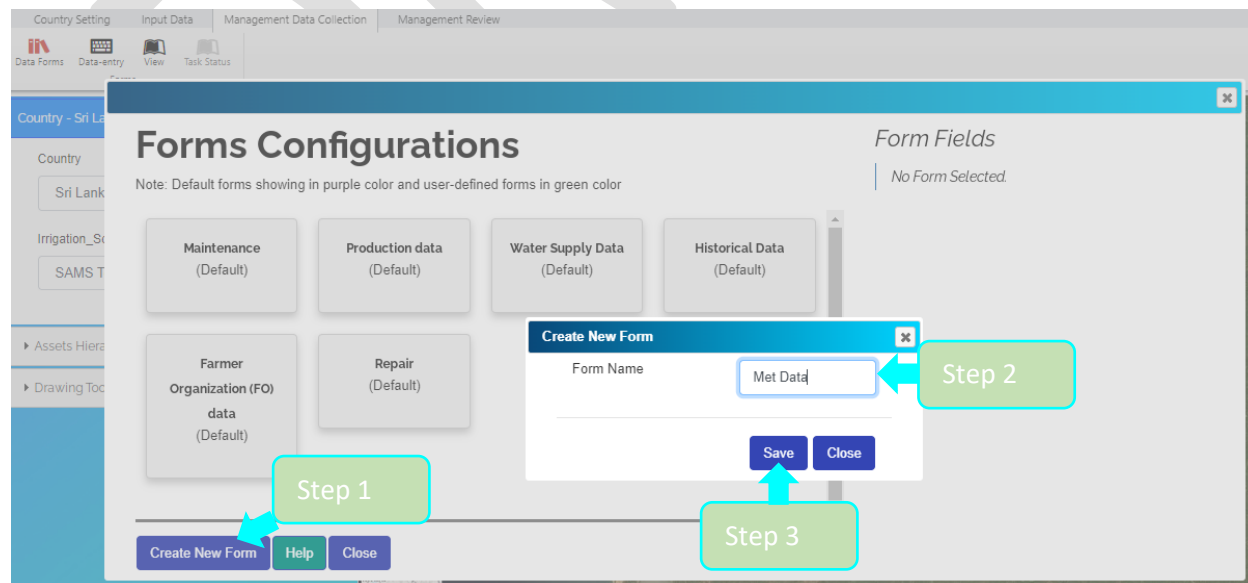 Country Setting Input Data Management Data Collection Management Review
Data Forms Data-entry View Task Status
Country - Sri La
Forms Configurations
Note: Default forms showing in purple color and user-defined forms in green color
Form Fields
No Form Selected.
Country
Sri Lank
Irrigation_Sc
SAMS T
Assets Hiera
Drawing Too
Maintenance
(Default)
Production data
(Default)
Water Supply Data
(Default)
Historical Data
(Default)
Farmer
Organization (FO)
data
(Default)
Repair
(Default)
Create New Form
Form Name Met Data
Save Close
Step 1
Step 2
Step 3
Create New Form Help Close